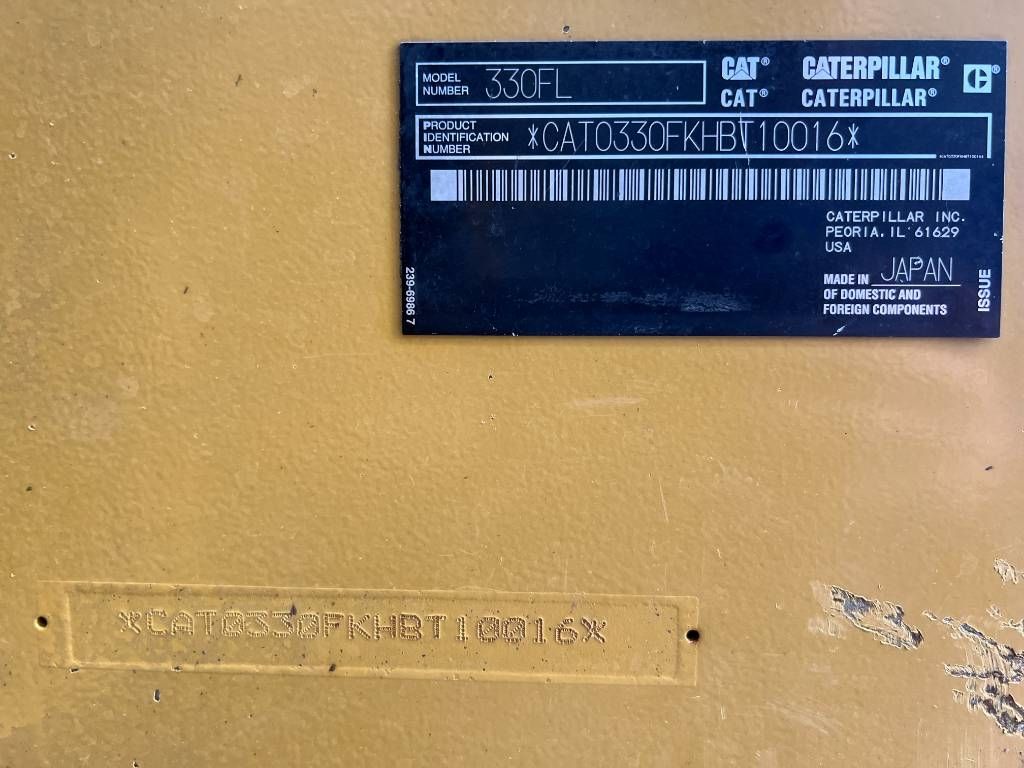 MODEL NUMBER 330FL
CAT® CATERPILLAR®
CAT® CATERPILLAR®
PRODUCT IDENTIFICATION NUMBER *CAT0330FKHBT10016*
CAT0330FKHBT10016
CATERPILLAR INC.
PEORIA, IL 61629
USA
MADE IN JAPAN
OF DOMESTIC AND
FOREIGN COMPONENTS
ISSUE
239-6986 7
*CAT0330FKHBT10016*